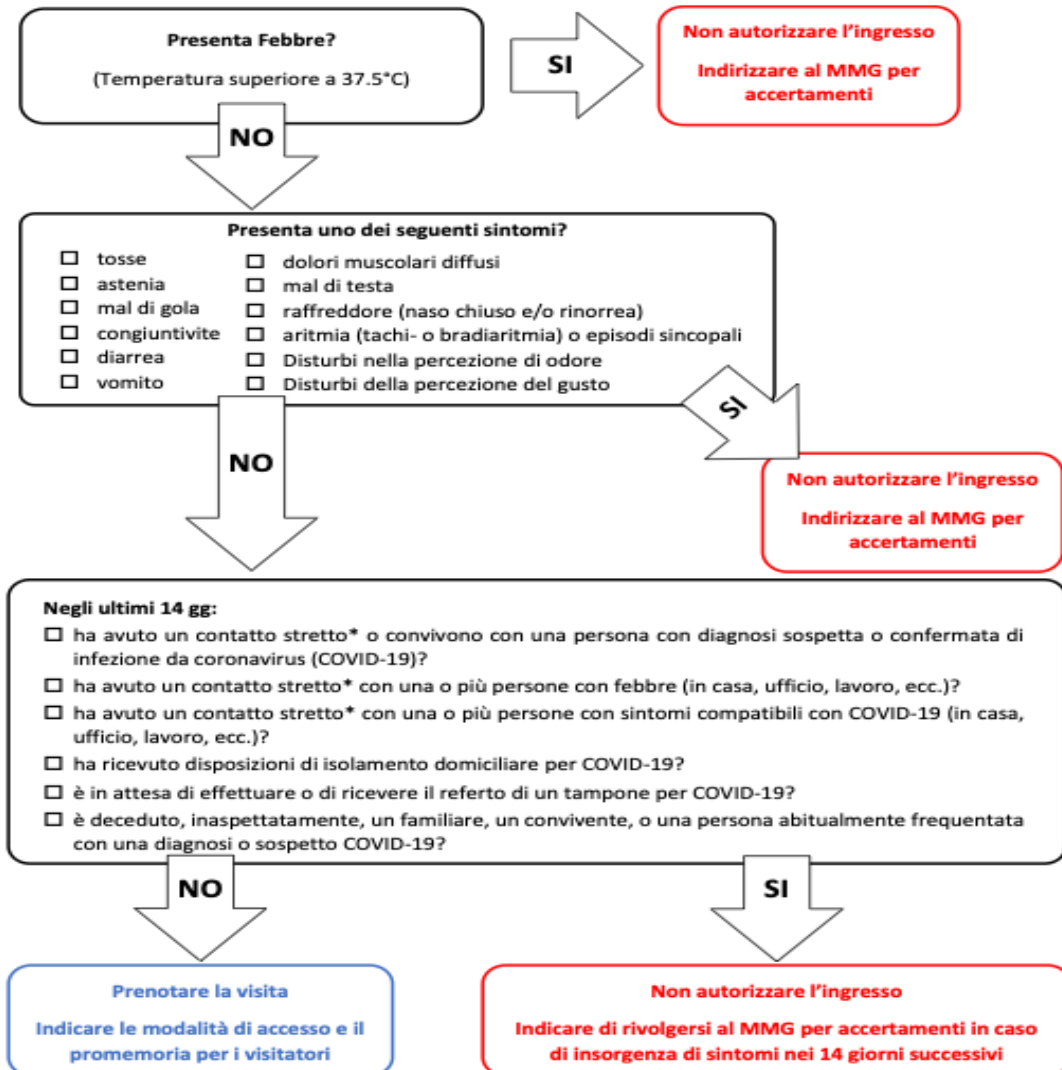 Presenta Febbre?
(Temperatura superiore a 37.5°C)
SI
Non autorizzare l'ingresso
Indirizzare al MMG per
accertamenti
NO
Presenta uno dei seguenti sintomi?
☐ tosse
☐ astenia
☐ mal di gola
☐ congiuntivite
☐ diarrea
☐ vomito
☐ dolori muscolari diffusi
☐ mal di testa
☐ raffreddore (naso chiuso e/o rinorrea)
☐ aritmia (tachi- o bradiaritmia) o episodi sincopali
☐ Disturbi nella percezione di odore
☐ Disturbi della percezione del gusto
SI
NO
Non autorizzare l'ingresso
Indirizzare al MMG per
accertamenti
Negli ultimi 14 gg:
☐ ha avuto un contatto stretto* o convivono con una persona con diagnosi sospetta o confermata di
infezione da coronavirus (COVID-19)?
☐ ha avuto un contatto stretto* con una o più persone con febbre (in casa, ufficio, lavoro, ecc.)?
☐ ha avuto un contatto stretto* con una o più persone con sintomi compatibili con COVID-19 (in casa,
ufficio, lavoro, ecc.)?
☐ ha ricevuto disposizioni di isolamento domiciliare per COVID-19?
☐ è in attesa di effettuare o di ricevere il referto di un tampone per COVID-19?
☐ è deceduto, inaspettatamente, un familiare, un convivente, o una persona abitualmente frequentata
con una diagnosi o sospetto COVID-19?
NO
SI
Prenotare la visita
Indicare le modalità di accesso e il
promemoria per i visitatori
Non autorizzare l'ingresso
Indicare di rivolgersi al MMG per accertamenti in caso
di insorgenza di sintomi nei 14 giorni successivi